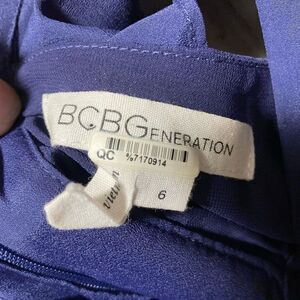 BCBGENERATION
QC %7170914
6